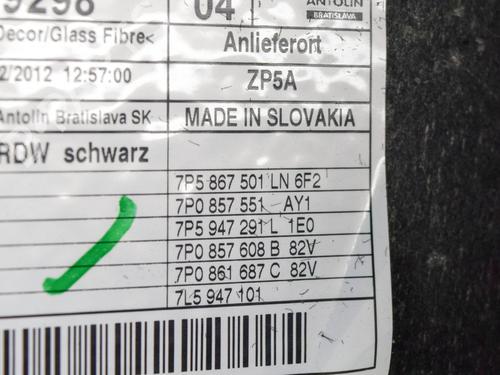 9298
04
ANTOLIN
BRATISLAVA
Decor/Glass Fibre<
Anlieferort
2/2012 12:57:00
ZP5A
Antolin Bratislava SK
MADE IN SLOVAKIA
RDW schwarz
7P5 867 501 LN 6F2
7P0 857 551 AY1
7P5 947 291 L 1E0
7P0 857 608 B 82V
7P0 861 687 C 82V
7L5 947 101